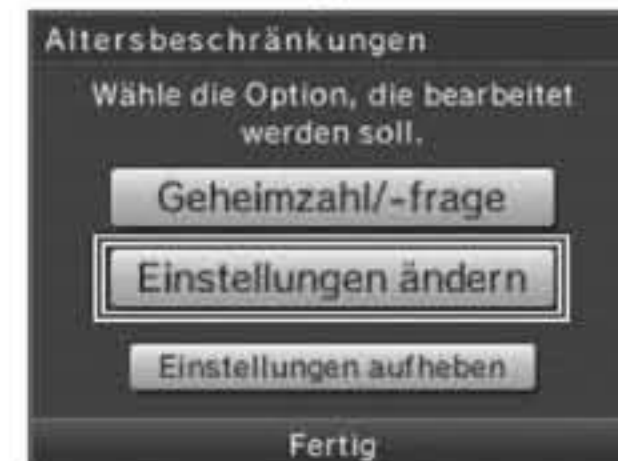 Altersbeschränkungen
Wähle die Option, die bearbeitet
werden soll.
Geheimzahl/-frage
Einstellungen ändern
Einstellungen aufheben
Fertig